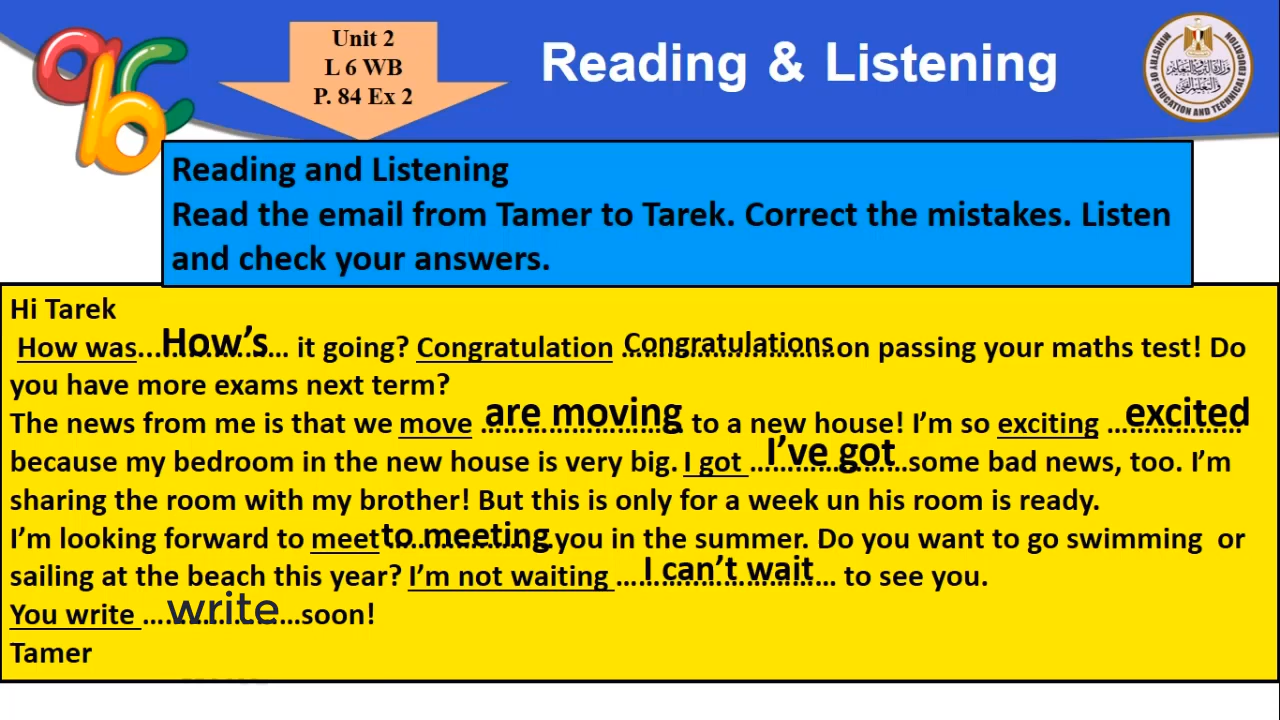 abc
Unit 2
L 6 WB
P. 84 Ex 2
Reading & Listening
MINISTRY OF EDUCATION AND TECHNICAL EDUCATION
Reading and Listening
Read the email from Tamer to Tarek. Correct the mistakes. Listen
and check your answers.
Hi Tarek
How was...How's... it going? Congratulation ...Congratulations...on passing your maths test! Do
you have more exams next term?
The news from me is that we move ...are moving... to a new house! I'm so exciting ...excited...
because my bedroom in the new house is very big. I got ...I've got...some bad news, too. I'm
sharing the room with my brother! But this is only for a week un his room is ready.
I'm looking forward to meet to meeting...you in the summer. Do you want to go swimming or
sailing at the beach this year? I'm not waiting ...I can't wait... to see you.
You write ...write...soon!
Tamer